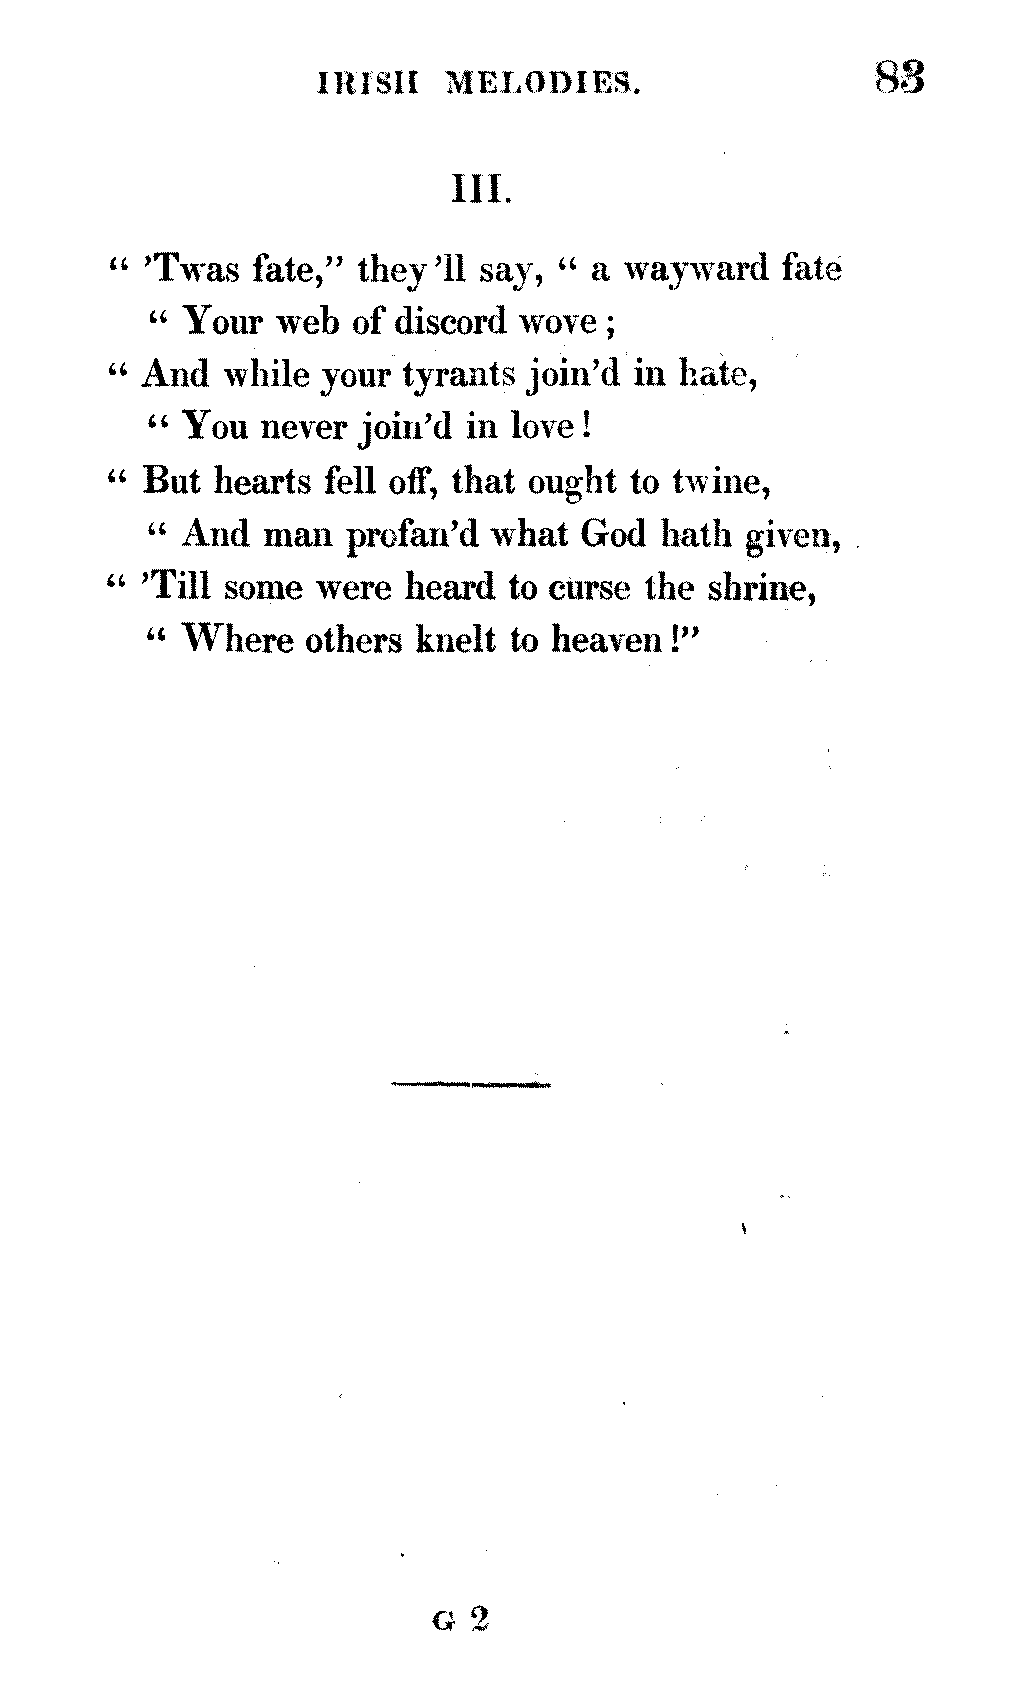 IRISH MELODIES. 83
III.
“ ’Twas fate,” they ’ll say, “ a wayward fate
“ Your web of discord wove ;
“ And while your tyrants join’d in hate,
“ You never join’d in love !
“ But hearts fell off, that ought to twine,
“ And man profan’d what God hath given,
“ ’Till some were heard to curse the shrine,
“ Where others knelt to heaven !”
G 2